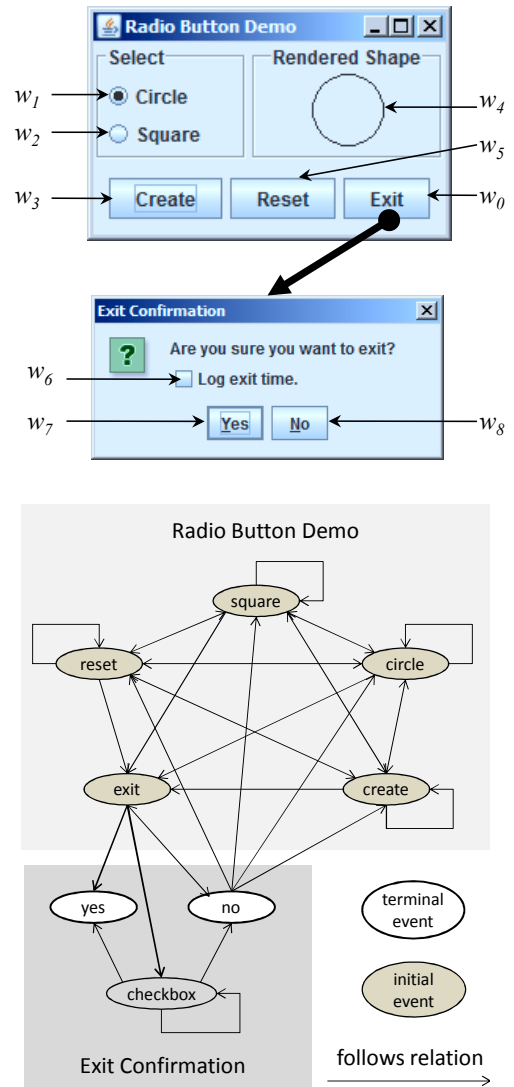 Radio Button Demo
Select
Rendered Shape
w1
Circle
w4
w2
Square
w5
w3
Create
Reset
Exit
w0
Exit Confirmation
?
Are you sure you want to exit?
w6
Log exit time.
w7
Yes
No
w8
Radio Button Demo
square
reset
circle
exit
create
yes
no
terminal
event
checkbox
initial
event
Exit Confirmation
follows relation